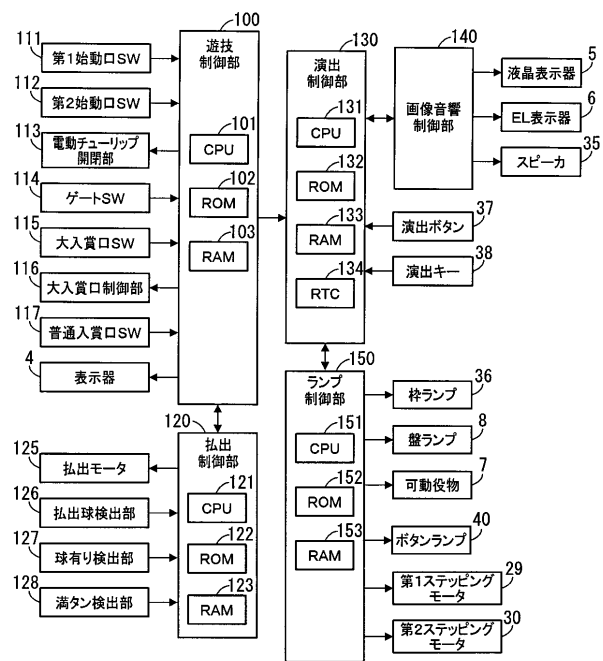 100
遊技
制御部
101
CPU
102
ROM
103
RAM
111
第1始動口SW
112
第2始動口SW
113
電動チューリップ
開閉部
114
ゲートSW
115
大入賞口SW
116
大入賞口制御部
117
普通入賞口SW
4
表示器
120
払出
制御部
121
CPU
122
ROM
123
RAM
125
払出モータ
126
払出球検出部
127
球有り検出部
128
満タン検出部
130
演出
制御部
131
CPU
132
ROM
133
RAM
134
RTC
140
画像音響
制御部
5
液晶表示器
6
EL表示器
35
スピーカ
37
演出ボタン
38
演出キー
150
ランプ
制御部
151
CPU
152
ROM
153
RAM
36
枠ランプ
8
盤ランプ
7
可動役物
40
ボタンランプ
29
第1ステッピング
モータ
30
第2ステッピング
モータ